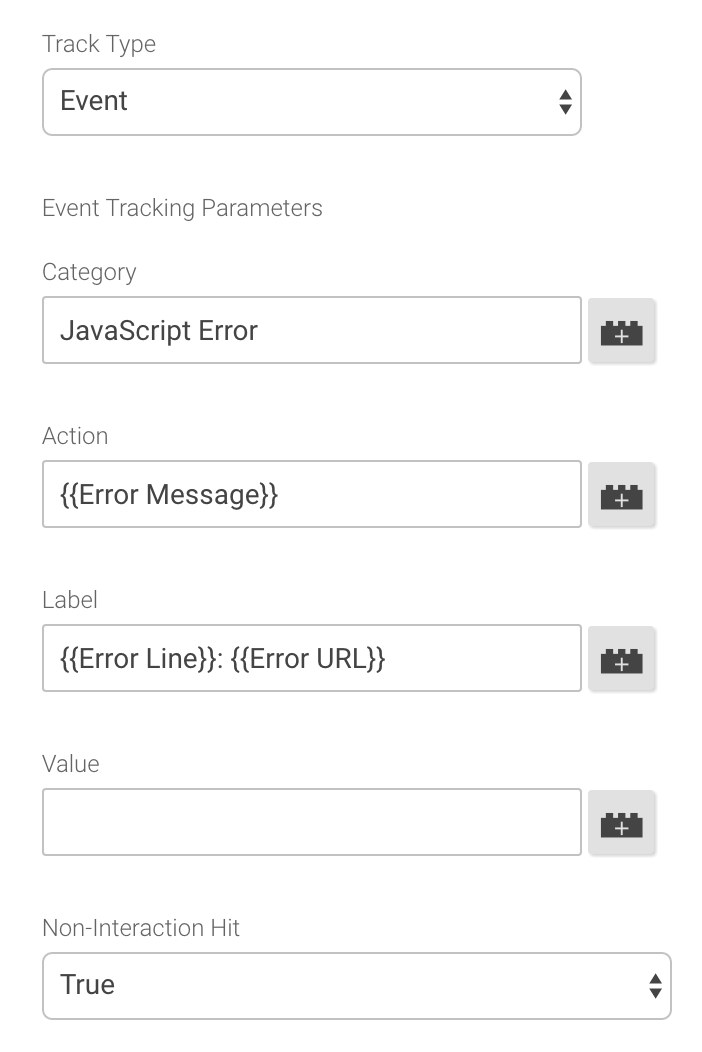 Track Type
Event
Event Tracking Parameters
Category
JavaScript Error
Action
{{Error Message}}
Label
{{Error Line}}: {{Error URL}}
Value
Non-Interaction Hit
True